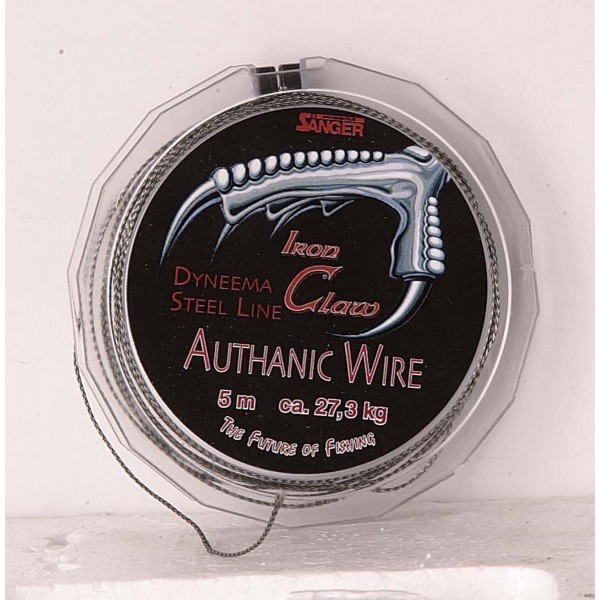 SÄNGER
Iron
Claw
DYNEEMA
STEEL LINE
AUTHANIC WIRE
5 m ca. 27,3 kg
THE FUTURE OF FISHING